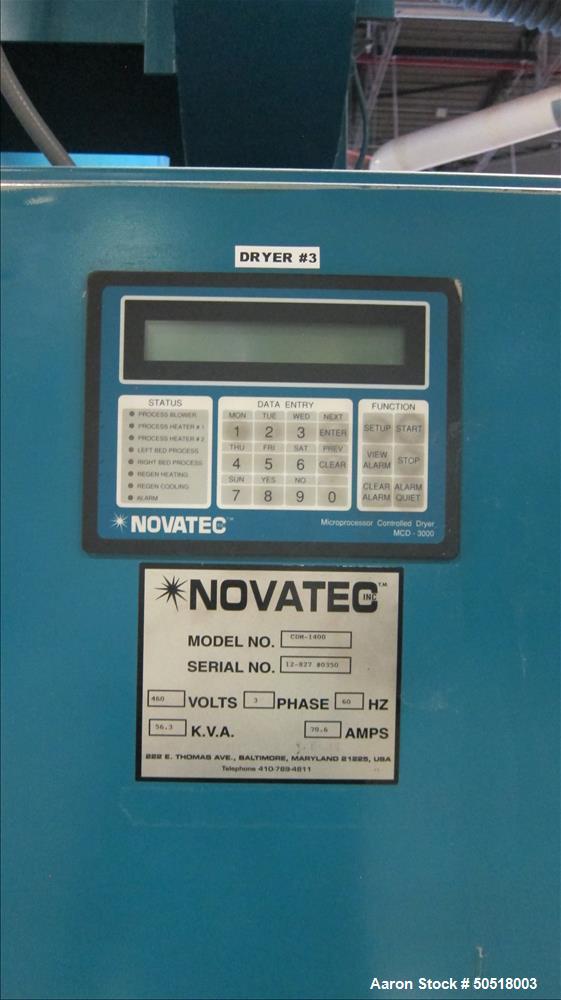 DRYER #3
STATUS
PROCESS BLOWER
PROCESS HEATER # 1
PROCESS HEATER # 2
LEFT BED PROCESS
RIGHT BED PROCESS
REGEN HEATING
REGEN COOLING
ALARM
DATA ENTRY
MON TUE WED NEXT
1 2 3 ENTER
THU FRI SAT PREV
4 5 6 CLEAR
SUN YES NO
7 8 9 0
FUNCTION
SETUP START
VIEW ALARM STOP
CLEAR ALARM ALARM QUIET
NOVATEC™
Microprocessor Controlled Dryer
MCD - 3000
NOVATEC INC T.M.
MODEL NO. CDM-1400
SERIAL NO. 12-827 #0350
460 VOLTS 3 PHASE 60 HZ
56.3 K.V.A. 70.6 AMPS
222 E. THOMAS AVE., BALTIMORE, MARYLAND 21225, USA
Telephone 410-789-4811
Aaron Stock # 50518003